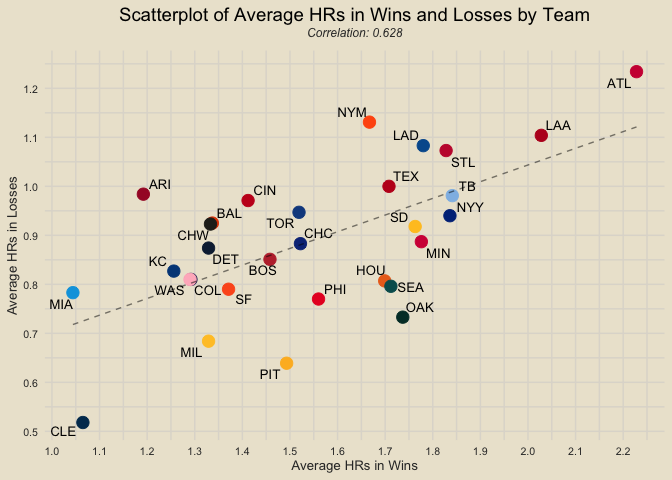 Scatterplot of Average HRs in Wins and Losses by Team
Correlation: 0.628
Average HRs in Losses
1.2
1.1
1.0
0.9
0.8
0.7
0.6
0.5
ATL
NYM
LAA
LAD
STL
TEX
ARI
TB
CIN
NYY
BAL
TOR
SD
CHW
CHC
MIN
DET
KC
BOS
HOU
WAS
COL
SEA
PHI
SF
MIA
OAK
MIL
PIT
CLE
1.0 1.1 1.2 1.3 1.4 1.5 1.6 1.7 1.8 1.9 2.0 2.1 2.2
Average HRs in Wins